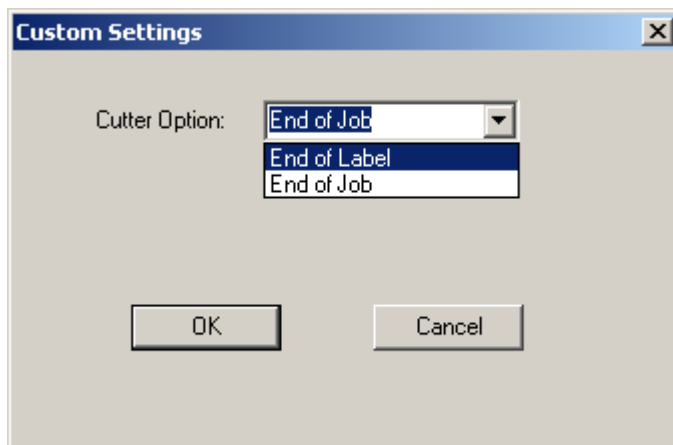 Custom Settings
Cutter Option: End of Job
End of Label
End of Job
OK Cancel